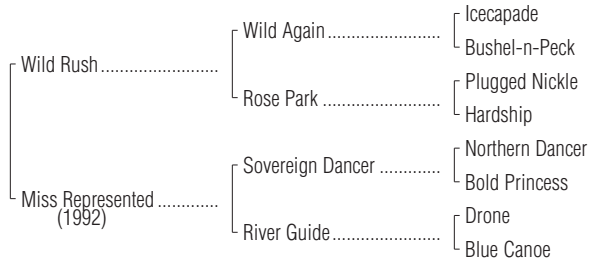 Icecapade
Wild Again
Bushel-n-Peck
Wild Rush
Plugged Nickle
Rose Park
Hardship
Northern Dancer
Sovereign Dancer
Bold Princess
Miss Represented
(1992)
Drone
River Guide
Blue Canoe